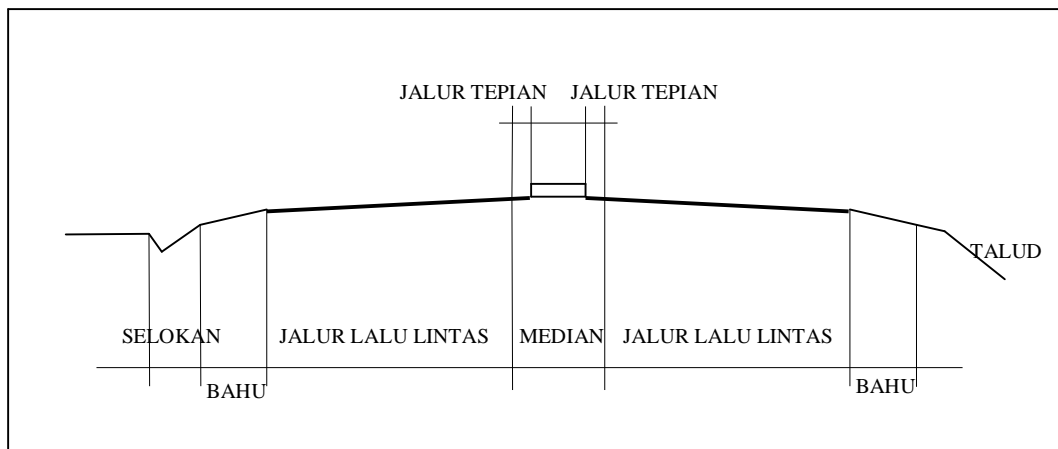 JALUR TEPIAN JALUR TEPIAN
TALUD
SELOKAN JALUR LALU LINTAS MEDIAN JALUR LALU LINTAS
BAHU BAHU